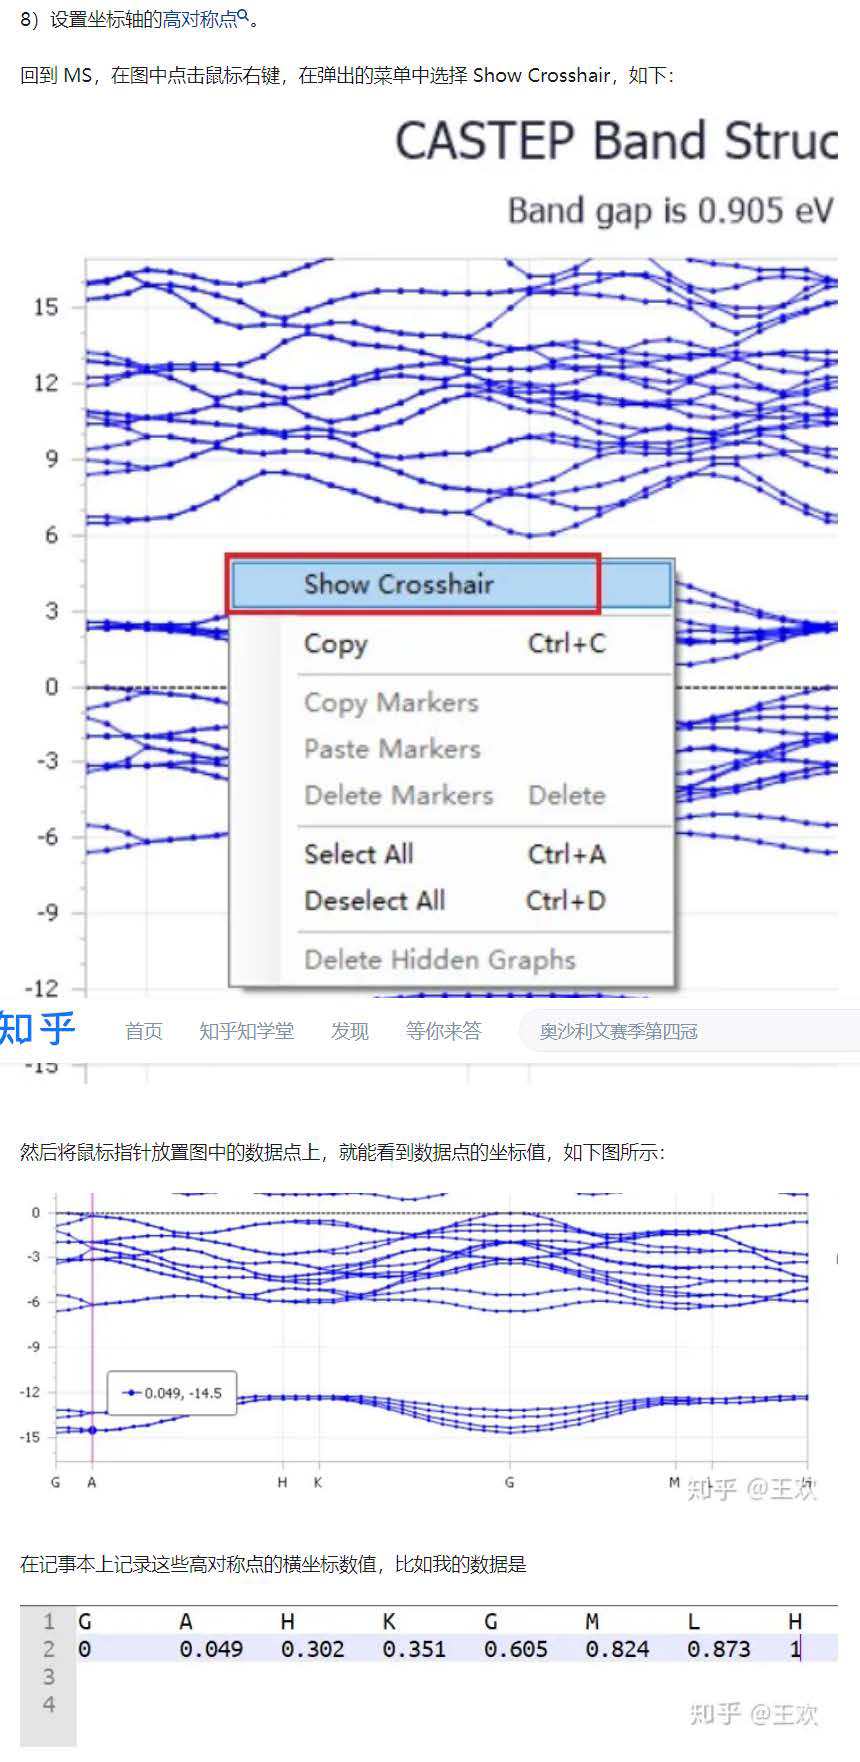 8）设置坐标轴的高对称点。
回到 MS，在图中点击鼠标右键，在弹出的菜单中选择 Show Crosshair，如下：
CASTEP Band Struc
Band gap is 0.905 eV
15
12
9
6
Show Crosshair
3
Copy Ctrl+C
0
Copy Markers
Paste Markers
-3
Delete Markers Delete
-6
Select All Ctrl+A
Deselect All Ctrl+D
-9
Delete Hidden Graphs
-12
知乎 首页 知乎知学堂 发现 等你来答 奥沙利文赛季第四冠
-15
然后将鼠标指针放置图中的数据点上，就能看到数据点的坐标值，如下图所示：
0
-3
-6
-9
-12
0.049, -14.5
-15
G A H K G M L H
知乎 @王欢
在记事本上记录这些高对称点的横坐标数值，比如我的数据是
1 G A H K G M L H
2 0 0.049 0.302 0.351 0.605 0.824 0.873 1
3
4
知乎 @王欢